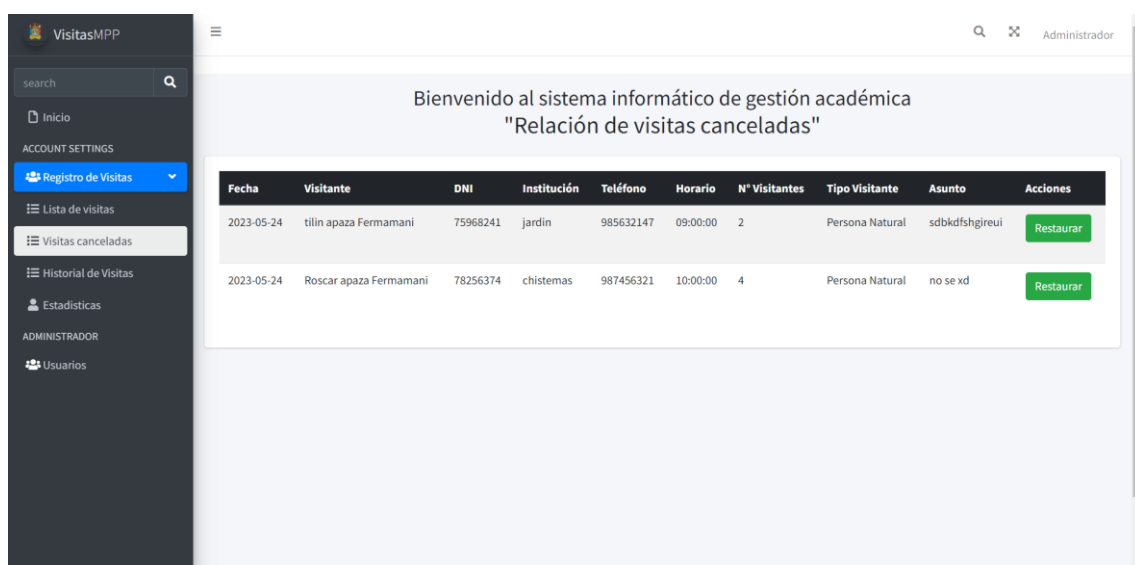 VisitasMPP
Administrador
search
Inicio
ACCOUNT SETTINGS
Registro de Visitas
Lista de visitas
Visitas canceladas
Historial de Visitas
Estadisticas
ADMINISTRADOR
Usuarios
Bienvenido al sistema informático de gestión académica
"Relación de visitas canceladas"
Fecha Visitante DNI Institución Teléfono Horario N° Visitantes Tipo Visitante Asunto Acciones
2023-05-24 tilin apaza Fermamani 75968241 jardin 985632147 09:00:00 2 Persona Natural sdbkdfshgireui Restaurar
2023-05-24 Roscar apaza Fermamani 78256374 chistemas 987456321 10:00:00 4 Persona Natural no se xd Restaurar